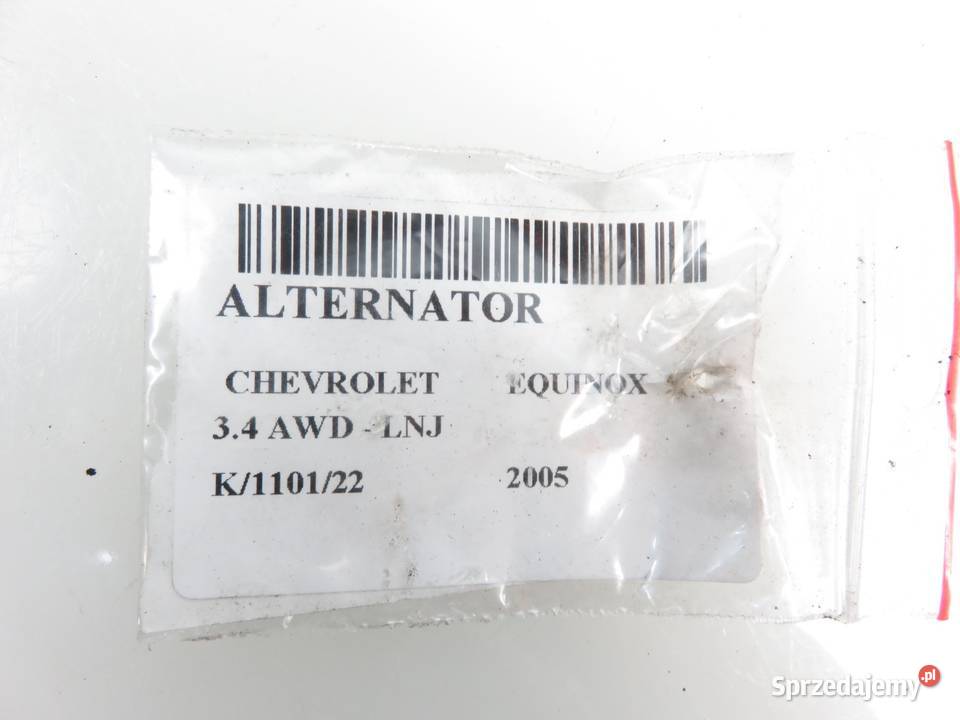 ALTERNATOR
CHEVROLET EQUINOX
3.4 AWD - LNJ
K/1101/22 2005
Sprzedajemy.pl